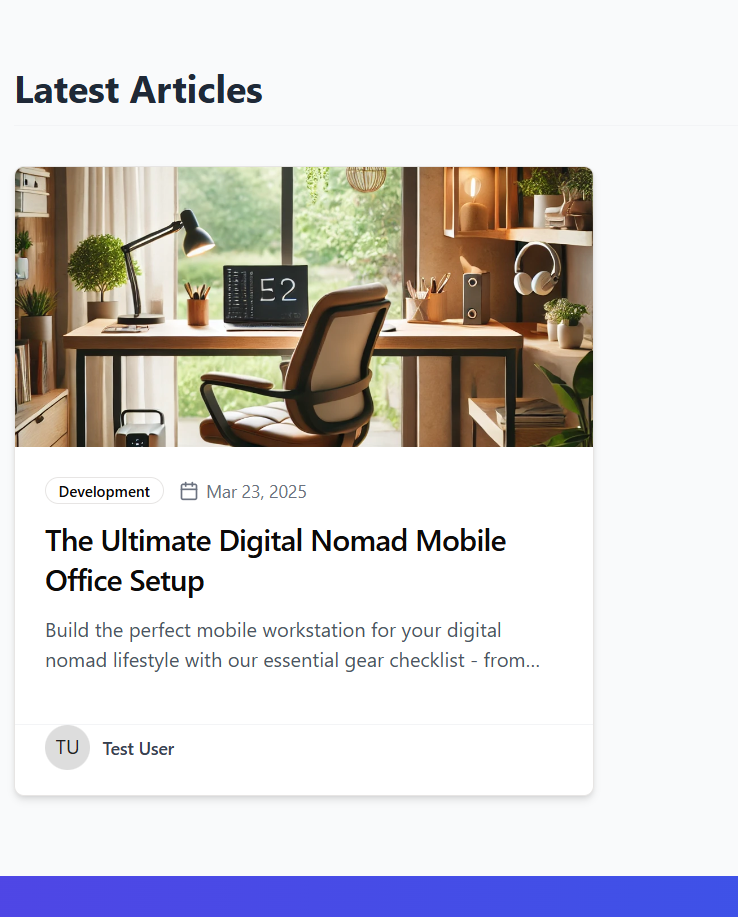 Latest Articles
52
Development
Mar 23, 2025
The Ultimate Digital Nomad Mobile
Office Setup
Build the perfect mobile workstation for your digital
nomad lifestyle with our essential gear checklist - from...
TU
Test User